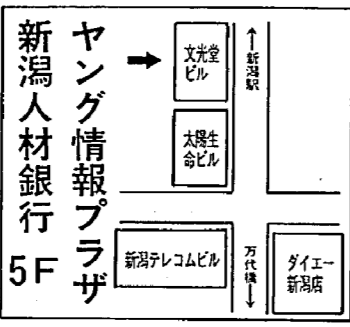 ヤング情報プラザ
新潟人材銀行 5F
➡
文光堂
ビル
↑新潟駅
太陽生
命ビル
新潟テレコムビル
万代橋↓
ダイエー
新潟店